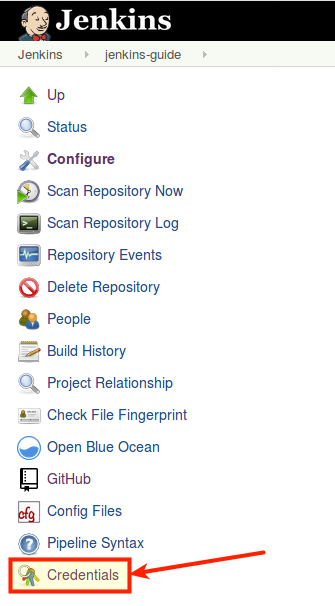 Jenkins
Jenkins jenkins-guide
Up
Status
Configure
Scan Repository Now
Scan Repository Log
Repository Events
Delete Repository
People
Build History
Project Relationship
Check File Fingerprint
Open Blue Ocean
GitHub
cfg Config Files
Pipeline Syntax
Credentials